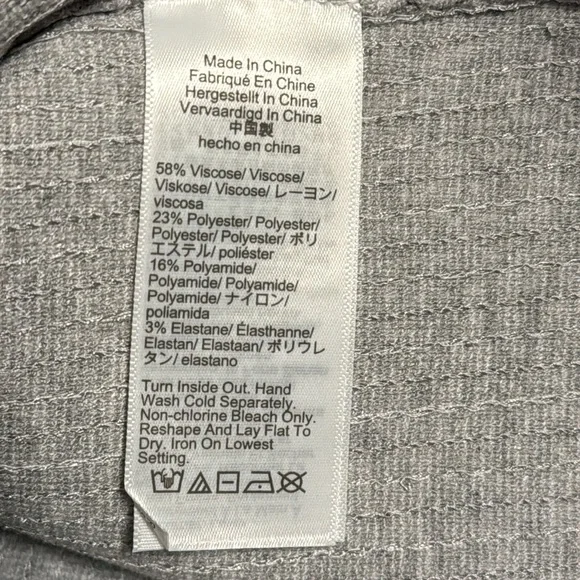 Made In China
Fabriqué En Chine
Hergestellt In China
Vervaardigd In China
中国製
hecho en china
58% Viscose/ Viscose/
Viskose/ Viscose/ レーヨン/
viscosa
23% Polyester/ Polyester/
Polyester/ Polyester/ ポリ
エステル/ poliéster
16% Polyamide/
Polyamide/ Polyamide/
Polyamide/ ナイロン/
poliamida
3% Elastane/ Élasthanne/
Elastan/ Elastaan/ ポリウレ
タン/ elastano
Turn Inside Out. Hand
Wash Cold Separately.
Non-chlorine Bleach Only.
Reshape And Lay Flat To
Dry. Iron On Lowest
Setting.